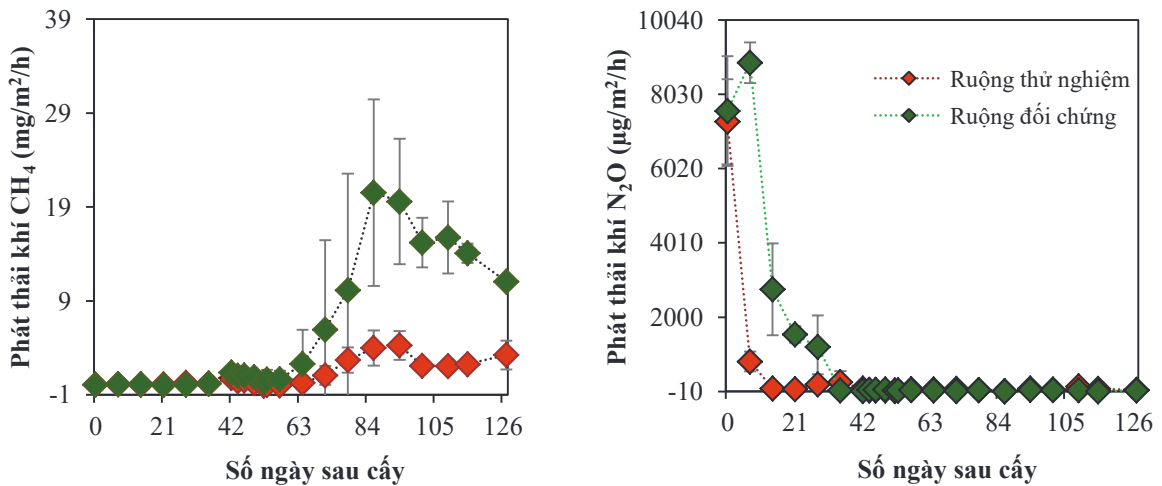 Phát thải khí CH4 (mg/m2/h)
39
29
19
9
-1
0 21 42 63 84 105 126
Số ngày sau cấy
Phát thải khí N2O (µg/m2/h)
10040
8030
6020
4010
2000
-10
0 21 42 63 84 105 126
Số ngày sau cấy
Ruộng thử nghiệm
Ruộng đối chứng